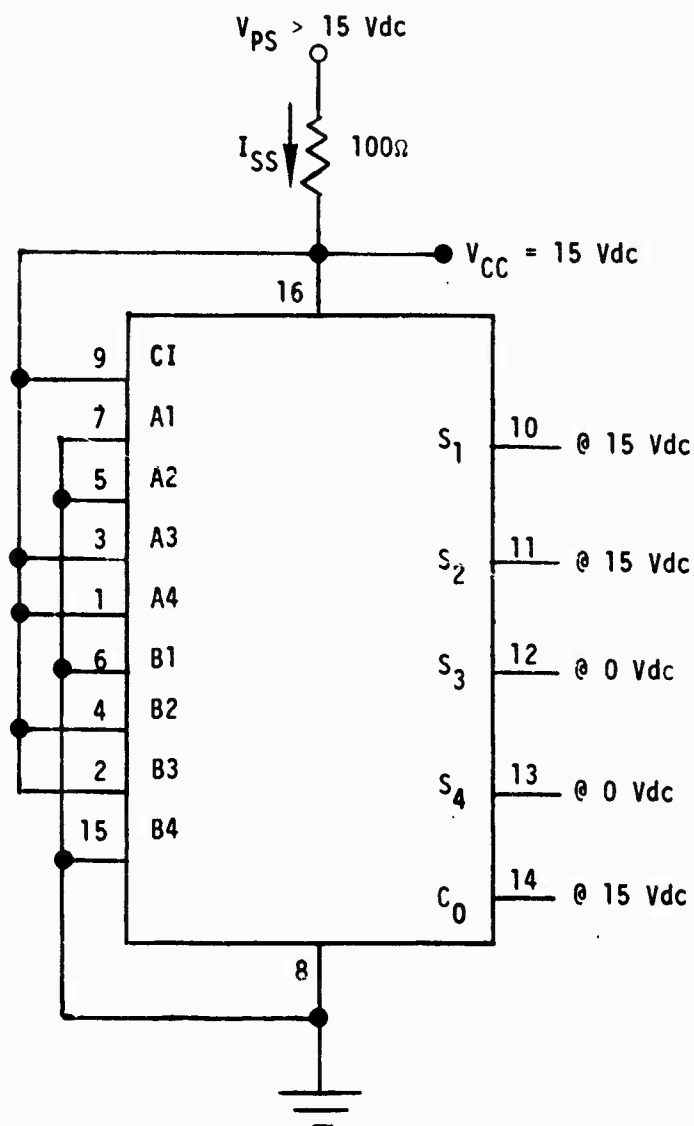 V_PS > 15 Vdc
I_SS 100Ω
V_CC = 15 Vdc
16
9 CI
7 A1
5 A2
3 A3
1 A4
6 B1
4 B2
2 B3
15 B4
S_1 10 @ 15 Vdc
S_2 11 @ 15 Vdc
S_3 12 @ 0 Vdc
S_4 13 @ 0 Vdc
C_0 14 @ 15 Vdc
8